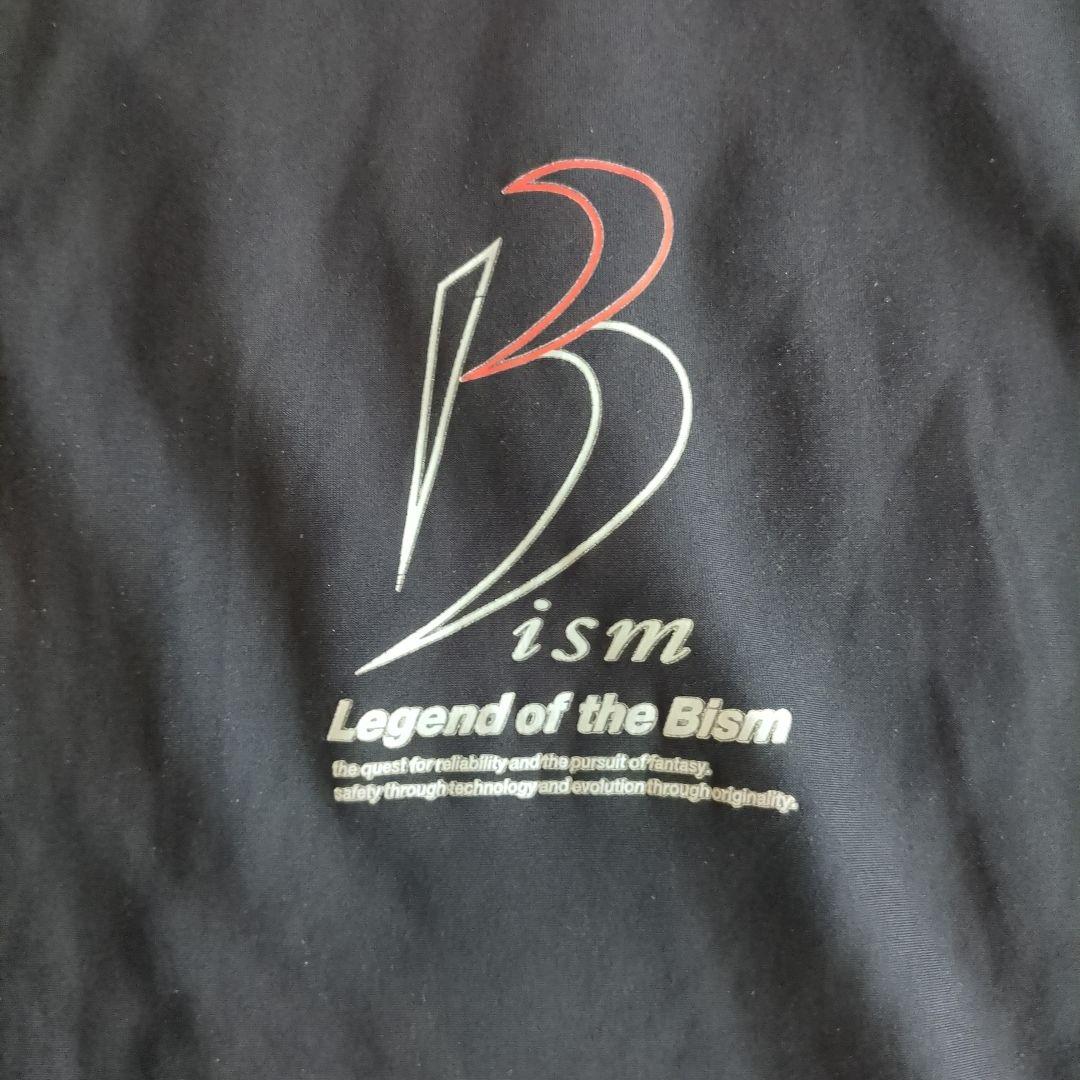 Bism
Legend of the Bism
the quest for reliability and the pursuit of fantasy.
safety through technology and evolution through originality.